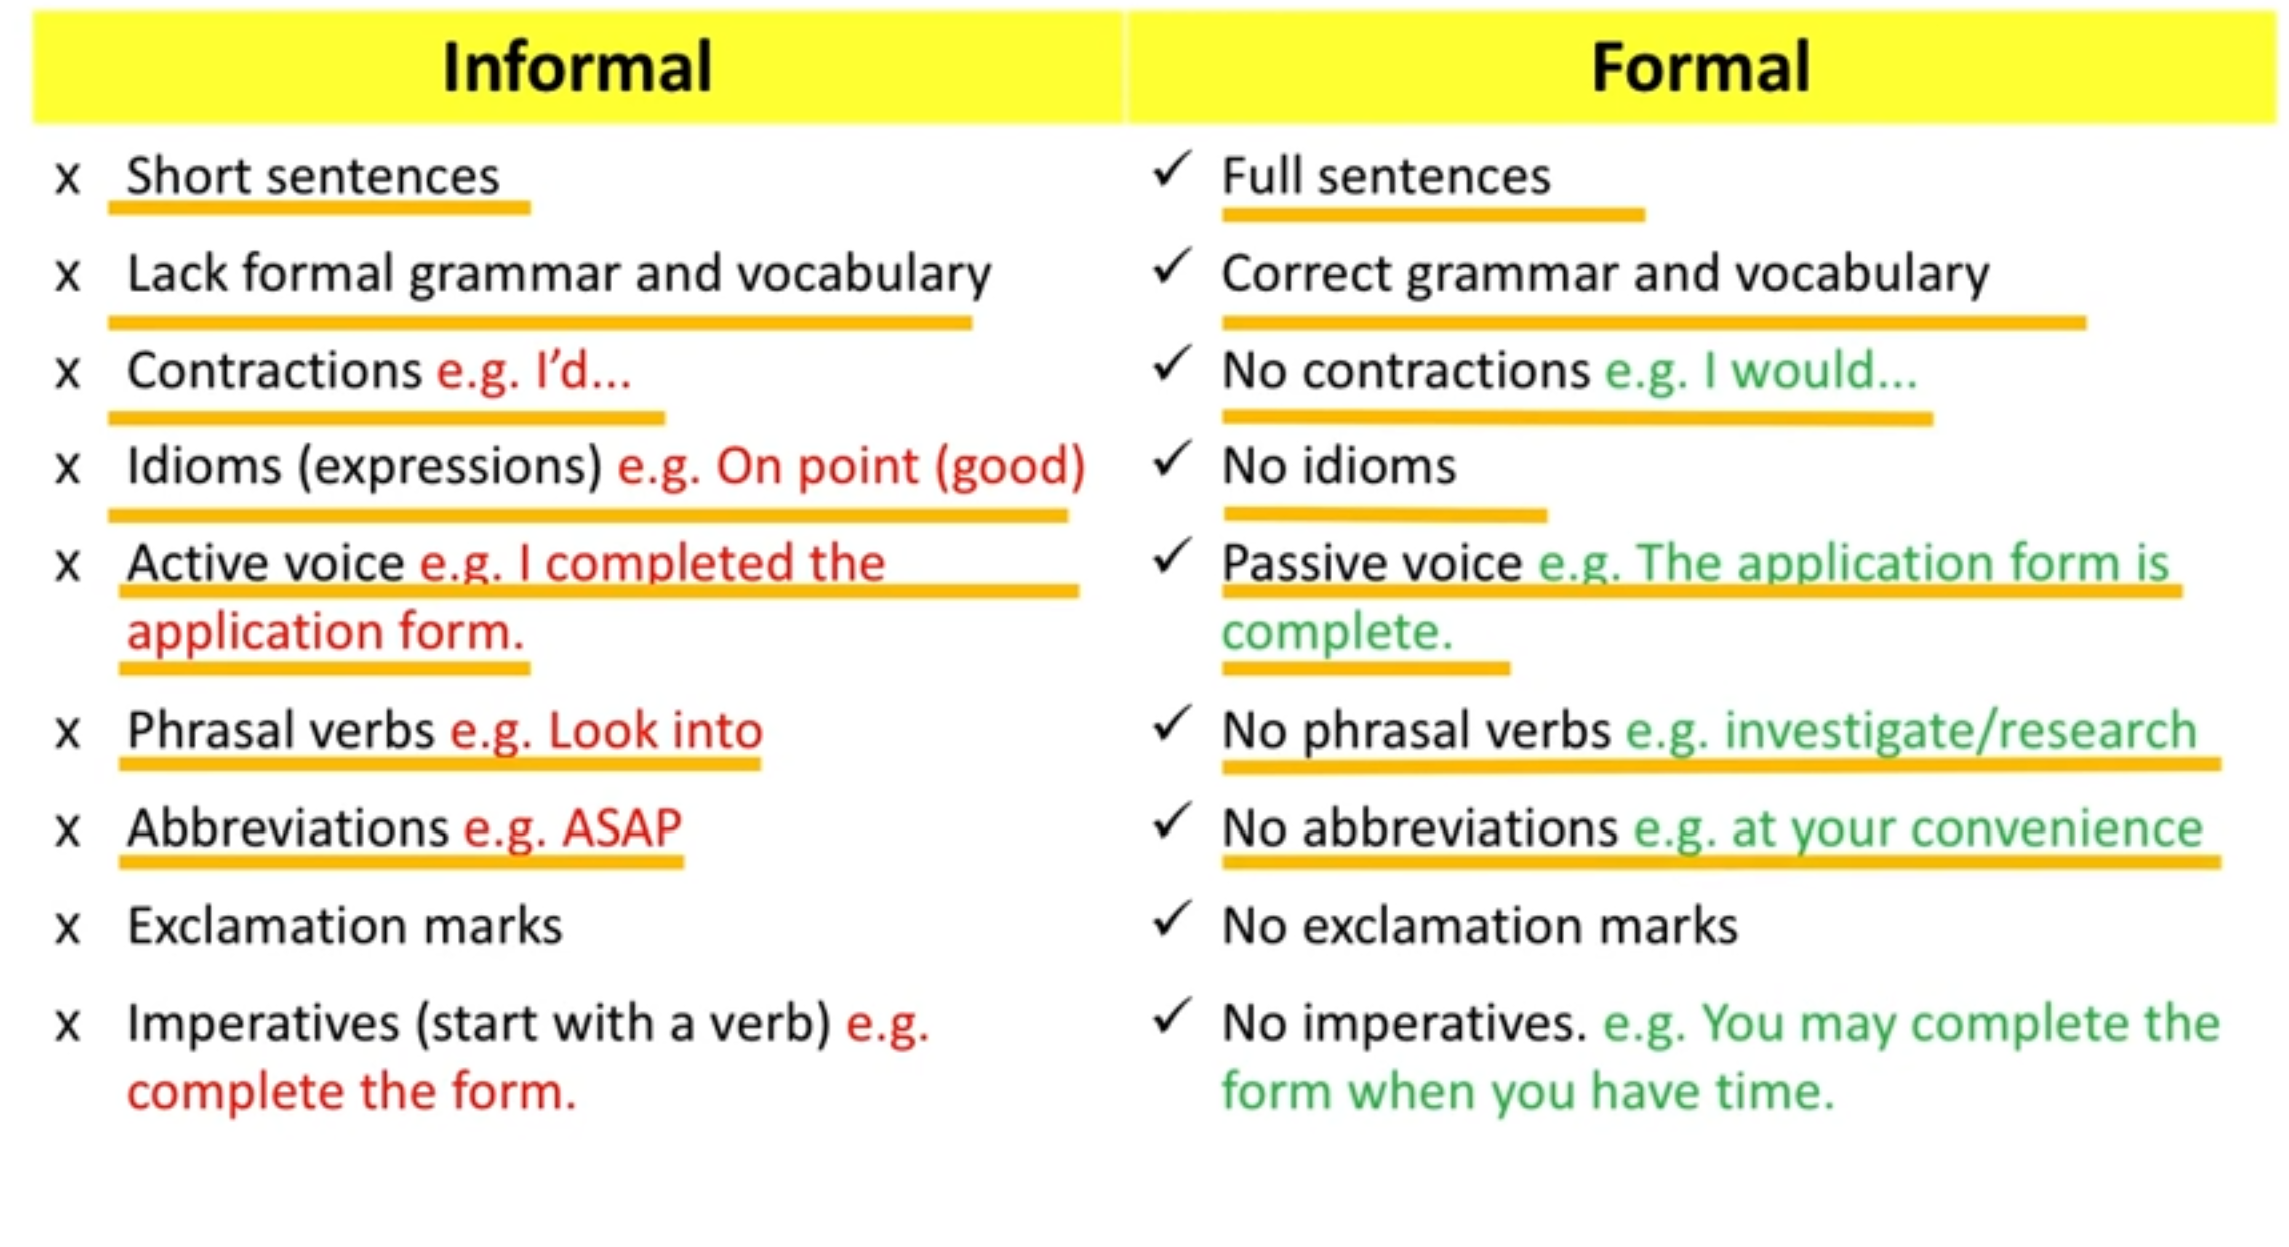 Informal
Formal
x Short sentences
✓ Full sentences
x Lack formal grammar and vocabulary
✓ Correct grammar and vocabulary
x Contractions e.g. I’d...
✓ No contractions e.g. I would...
x Idioms (expressions) e.g. On point (good)
✓ No idioms
x Active voice e.g. I completed the
application form.
✓ Passive voice e.g. The application form is
complete.
x Phrasal verbs e.g. Look into
✓ No phrasal verbs e.g. investigate/research
x Abbreviations e.g. ASAP
✓ No abbreviations e.g. at your convenience
x Exclamation marks
✓ No exclamation marks
x Imperatives (start with a verb) e.g.
complete the form.
✓ No imperatives. e.g. You may complete the
form when you have time.